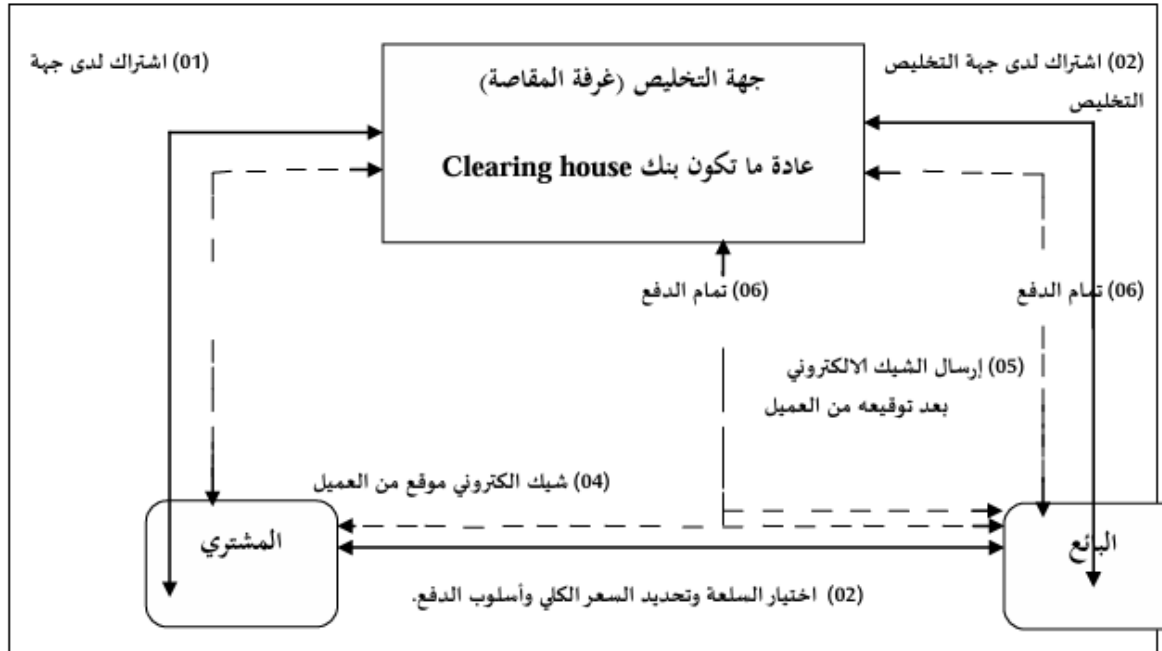 (01) اشتراك لدى جهة
جهة التخليص (غرفة المقاصة)
عادة ما تكون بنك Clearing house
(02) اشتراك لدى جهة التخليص
التخليص
(06) تمام الدفع
(06) تمام الدفع
(05) إرسال الشيك الالكتروني
بعد توقيعه من العميل
(04) شيك الكتروني موقع من العميل
المشتري
البائع
(02) اختيار السلعة وتحديد السعر الكلي وأسلوب الدفع.